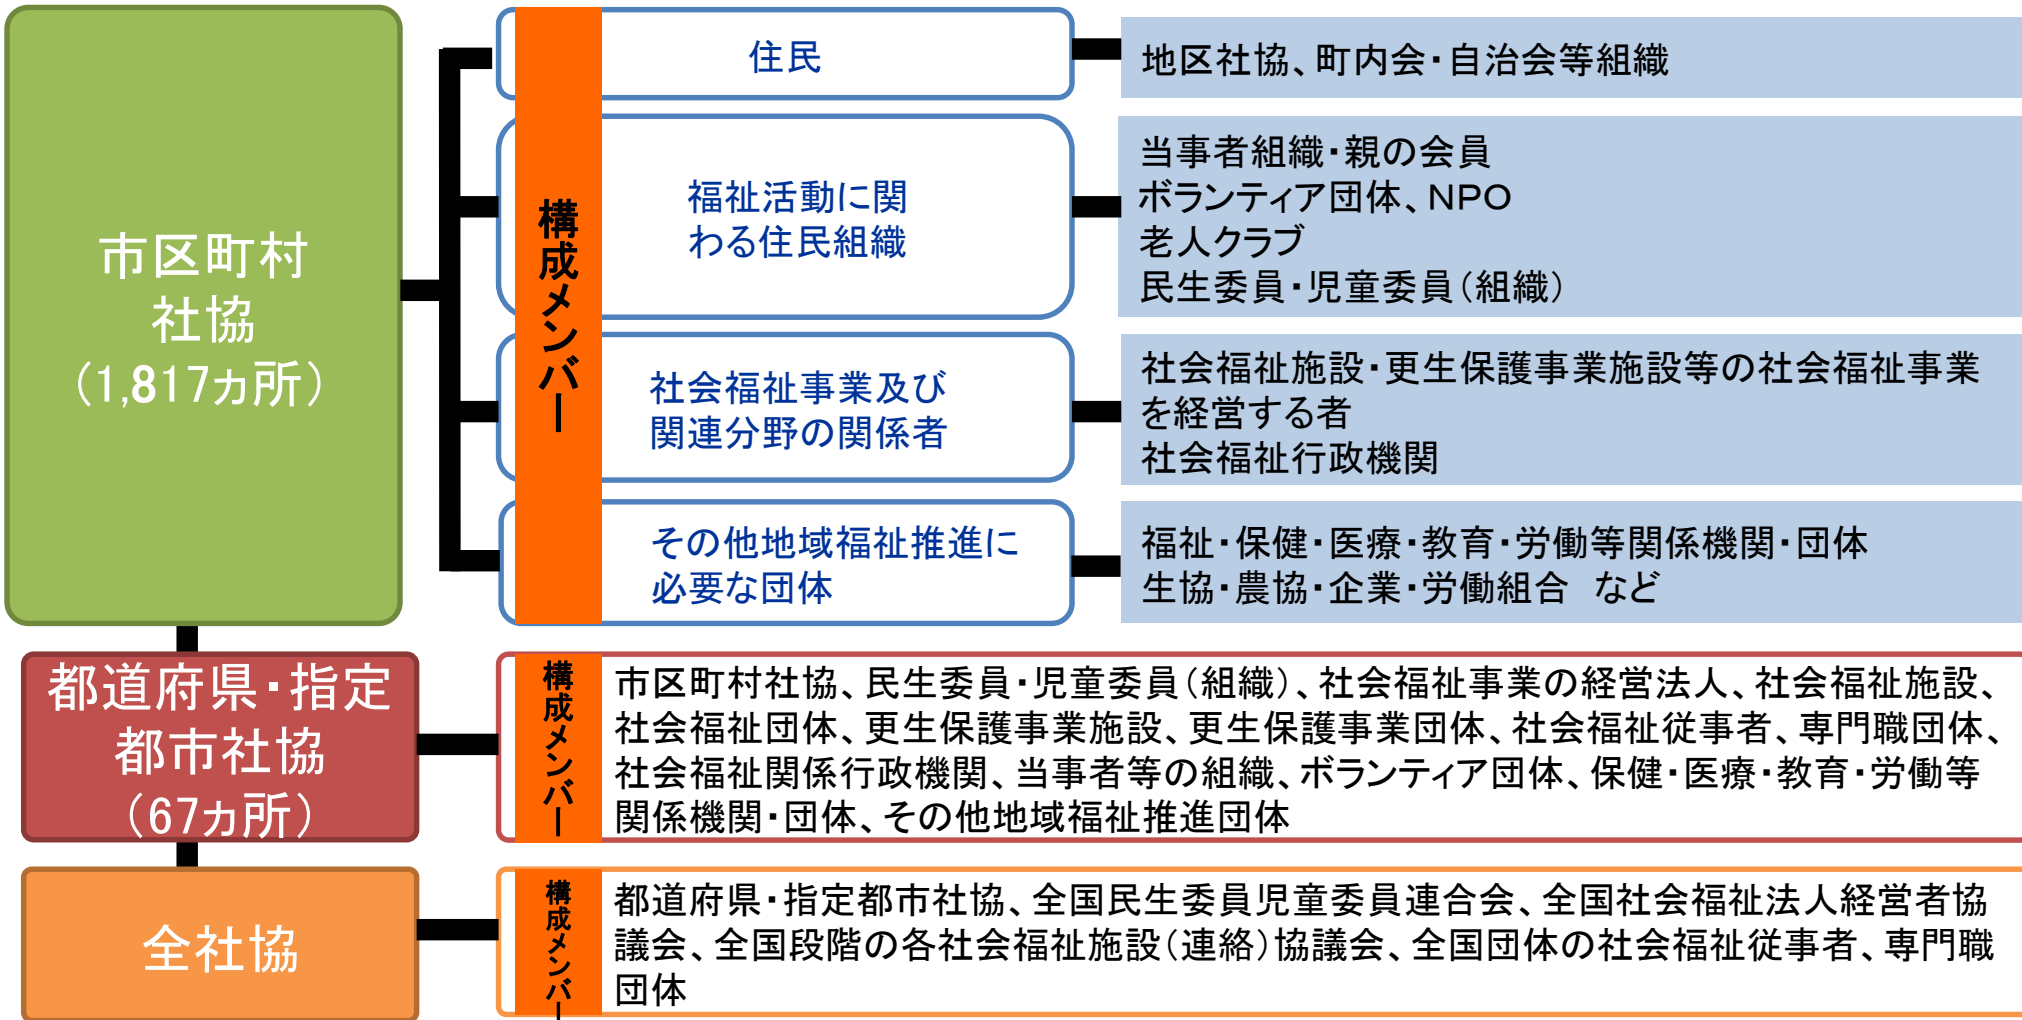 市区町村
社協
（1,817ヵ所）
構成メンバー
住民
地区社協、町内会・自治会等組織
福祉活動に関
わる住民組織
当事者組織・親の会員
ボランティア団体、NPO
老人クラブ
民生委員・児童委員（組織）
社会福祉事業及び
関連分野の関係者
社会福祉施設・更生保護事業施設等の社会福祉事業
を経営する者
社会福祉行政機関
その他地域福祉推進に
必要な団体
福祉・保健・医療・教育・労働等関係機関・団体
生協・農協・企業・労働組合　など
都道府県・指定
都市社協
（67ヵ所）
構成メンバー
市区町村社協、民生委員・児童委員（組織）、社会福祉事業の経営法人、社会福祉施設、
社会福祉団体、更生保護事業施設、更生保護事業団体、社会福祉従事者、専門職団体、
社会福祉関係行政機関、当事者等の組織、ボランティア団体、保健・医療・教育・労働等
関係機関・団体、その他地域福祉推進団体
全社協
構成メンバー
都道府県・指定都市社協、全国民生委員児童委員連合会、全国社会福祉法人経営者協
議会、全国段階の各社会福祉施設（連絡）協議会、全国団体の社会福祉従事者、専門職
団体